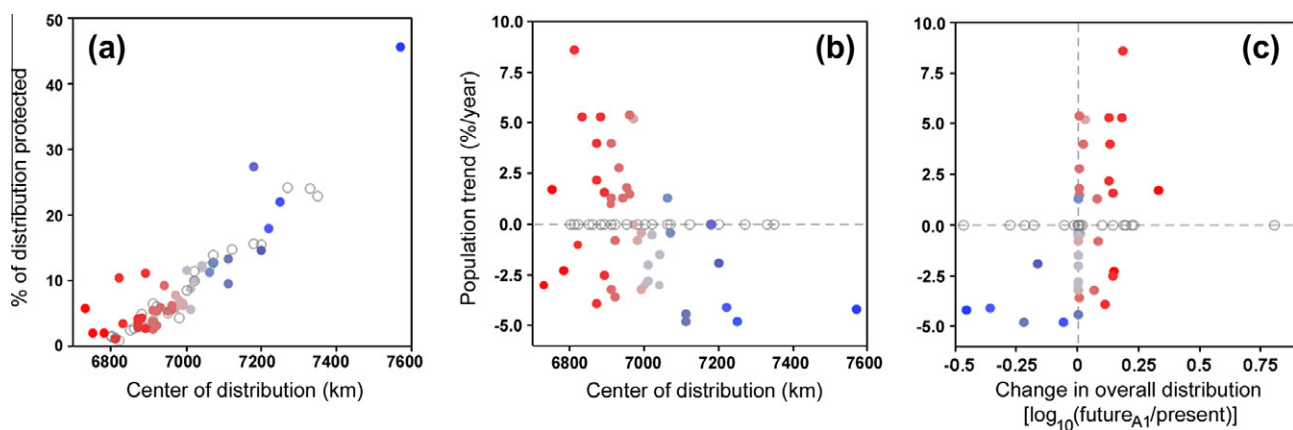 (a)
% of distribution protected
50
40
30
20
10
0
6800 7000 7200 7400 7600
Center of distribution (km)
(b)
Population trend (%/year)
10.0
7.5
5.0
2.5
0.0
-2.5
-5.0
6800 7000 7200 7400 7600
Center of distribution (km)
(c)
10.0
7.5
5.0
2.5
0.0
-2.5
-5.0
-0.5 -0.25 0 0.25 0.5 0.75
Change in overall distribution
[log10(futureA1/present)]